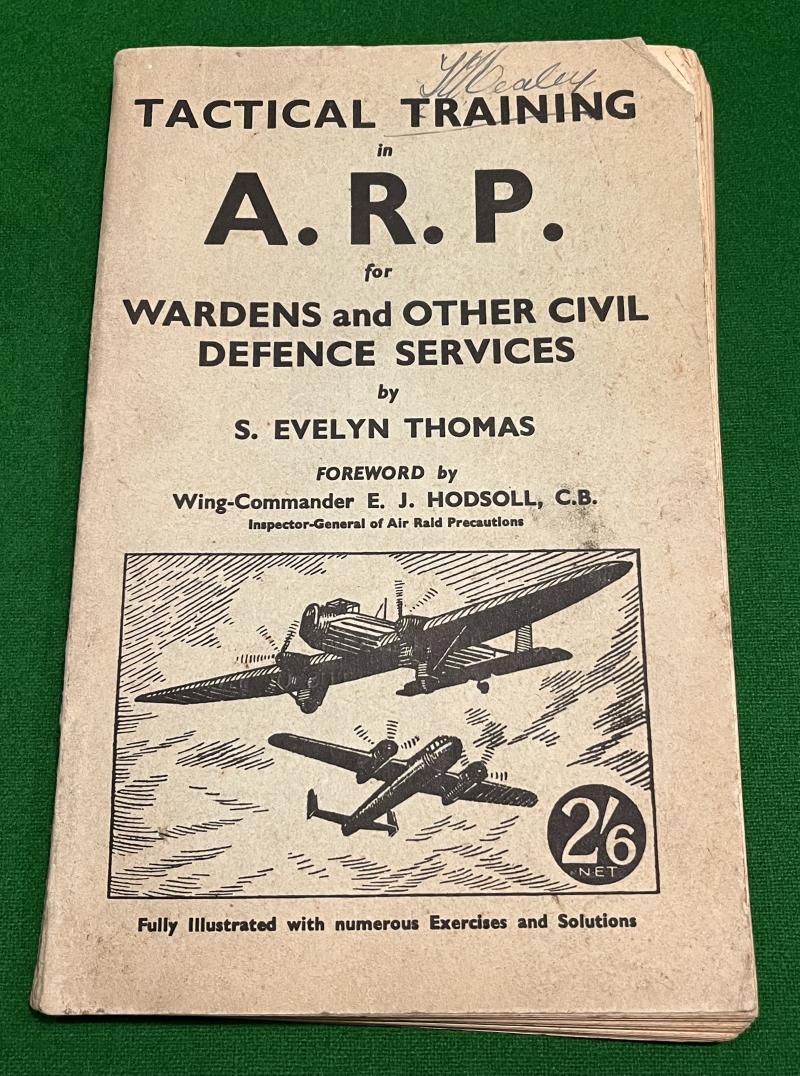 TACTICAL TRAINING
in
A. R. P.
for
WARDENS and OTHER CIVIL
DEFENCE SERVICES
by
S. EVELYN THOMAS
FOREWORD by
Wing-Commander E. J. HODSOLL, C.B.
Inspector-General of Air Raid Precautions
2/6
NET
Fully Illustrated with numerous Exercises and Solutions